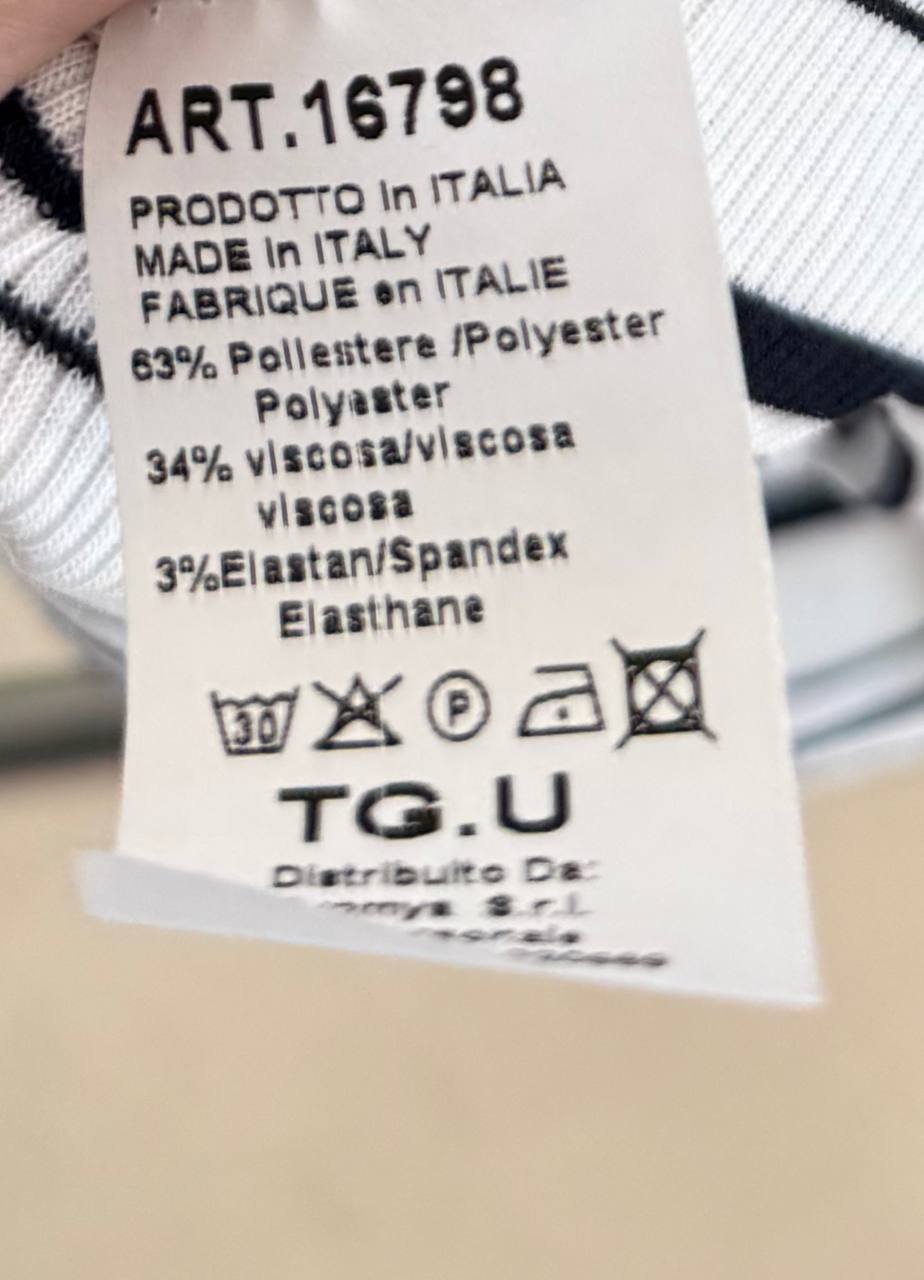 ART.16798
PRODOTTO in ITALIA
MADE in ITALY
FABRIQUE en ITALIE
63% Poliestere /Polyester
Polyester
34% viscosa/viscosa
viscosa
3%Elastan/Spandex
Elasthane
30 P
TG.U
Distribuito Da:
S.r.l.